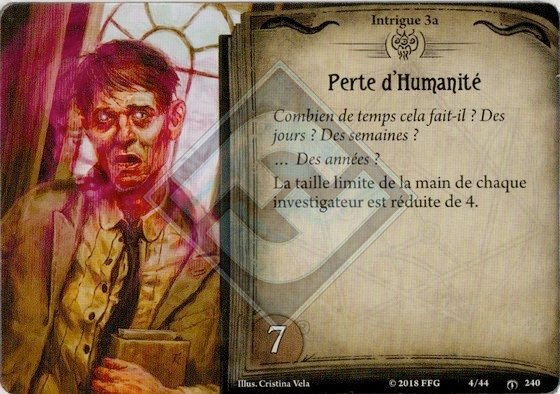 Intrigue 3a
Perte d'Humanité
Combien de temps cela fait-il ? Des
jours ? Des semaines ?
… Des années ?
La taille limite de la main de chaque
investigateur est réduite de 4.
7
Illus. Cristina Vela
© 2018 FFG
4/44
240